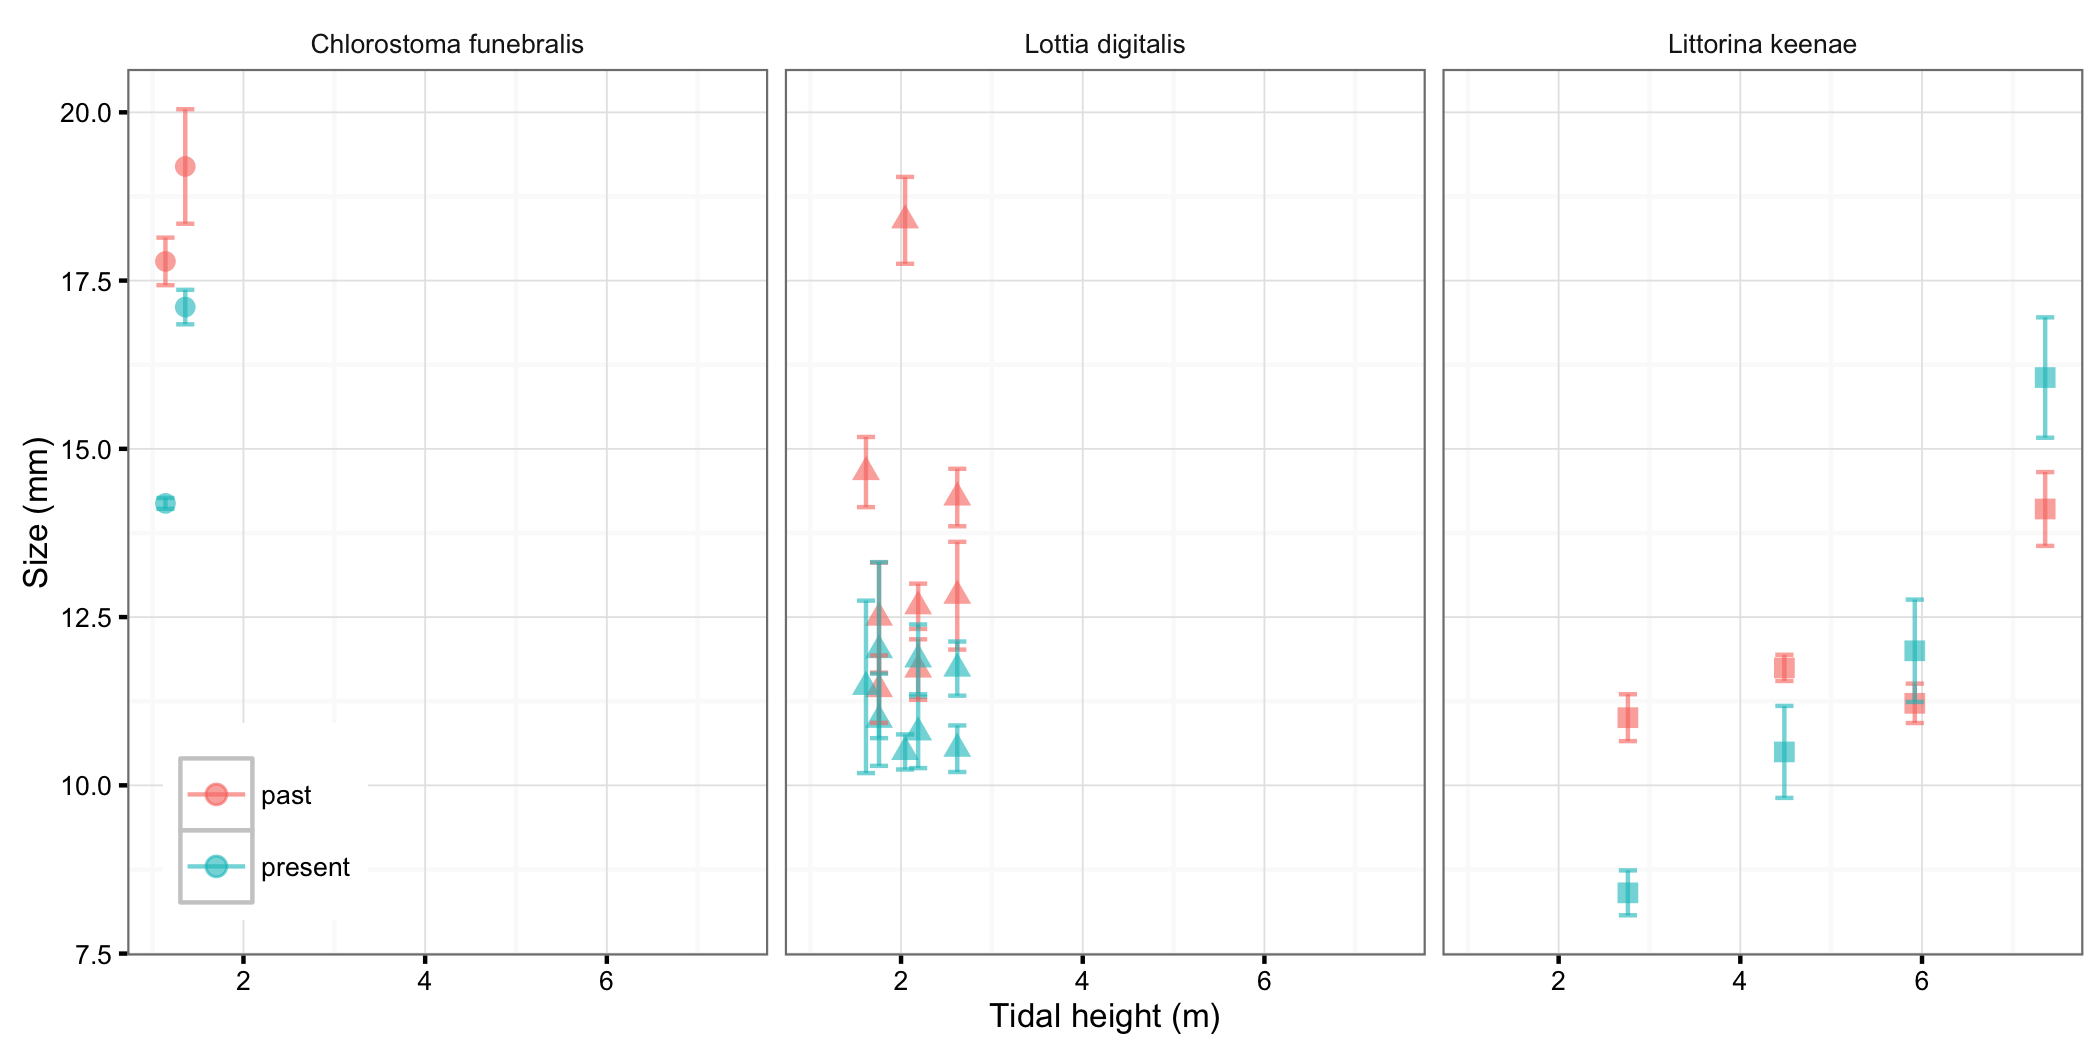 Chlorostoma funebralis
Lottia digitalis
Littorina keenae
Size (mm)
20.0
17.5
15.0
12.5
10.0
7.5
past
present
2 4 6
2 4 6
2 4 6
Tidal height (m)